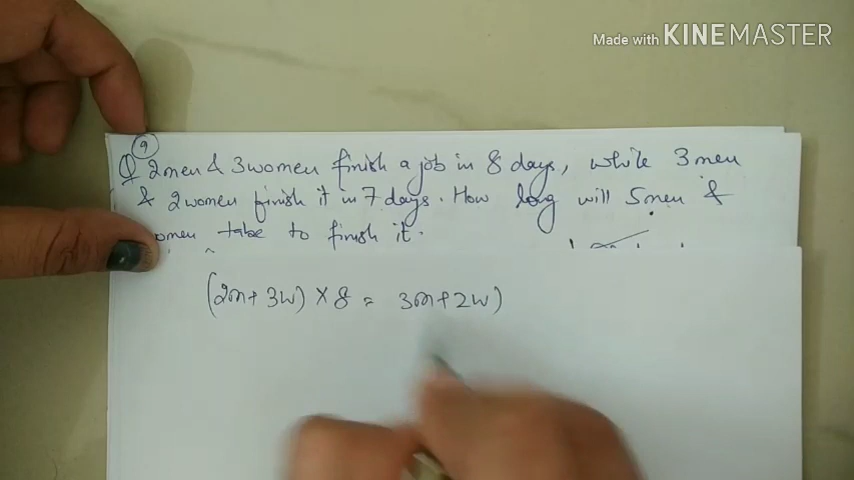 Made with KINEMASTER
9
Q 2men & 3women finish a job in 8 days, while 3men
& 2women finish it in 7 days. How long will 5men &
omen take to finish it.
(2m+ 3w) × 8 = 3m+2w)